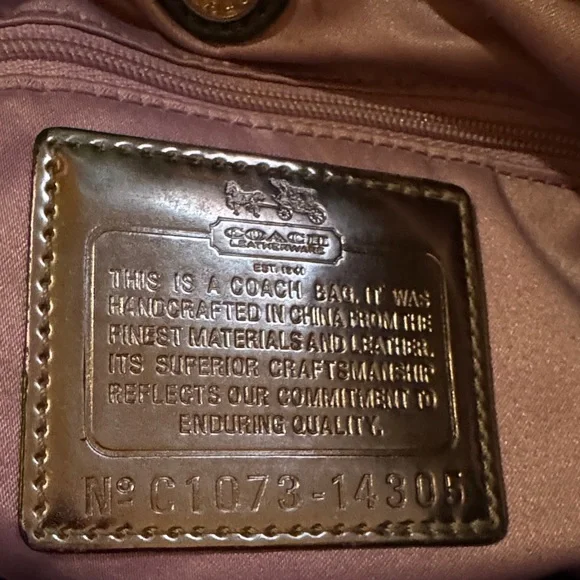 COACH
LEATHERWARE
EST. 1941
THIS IS A COACH BAG. IT WAS
HANDCRAFTED IN CHINA FROM THE
FINEST MATERIALS AND LEATHER.
ITS SUPERIOR CRAFTSMANSHIP
REFLECTS OUR COMMITMENT TO
ENDURING QUALITY.
Nº C1073-14305